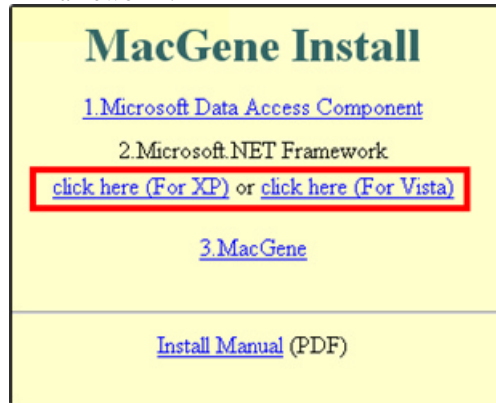 MacGene Install
1.Microsoft Data Access Component
2.Microsoft.NET Framework
click here (For XP) or click here (For Vista)
3.MacGene
Install Manual (PDF)